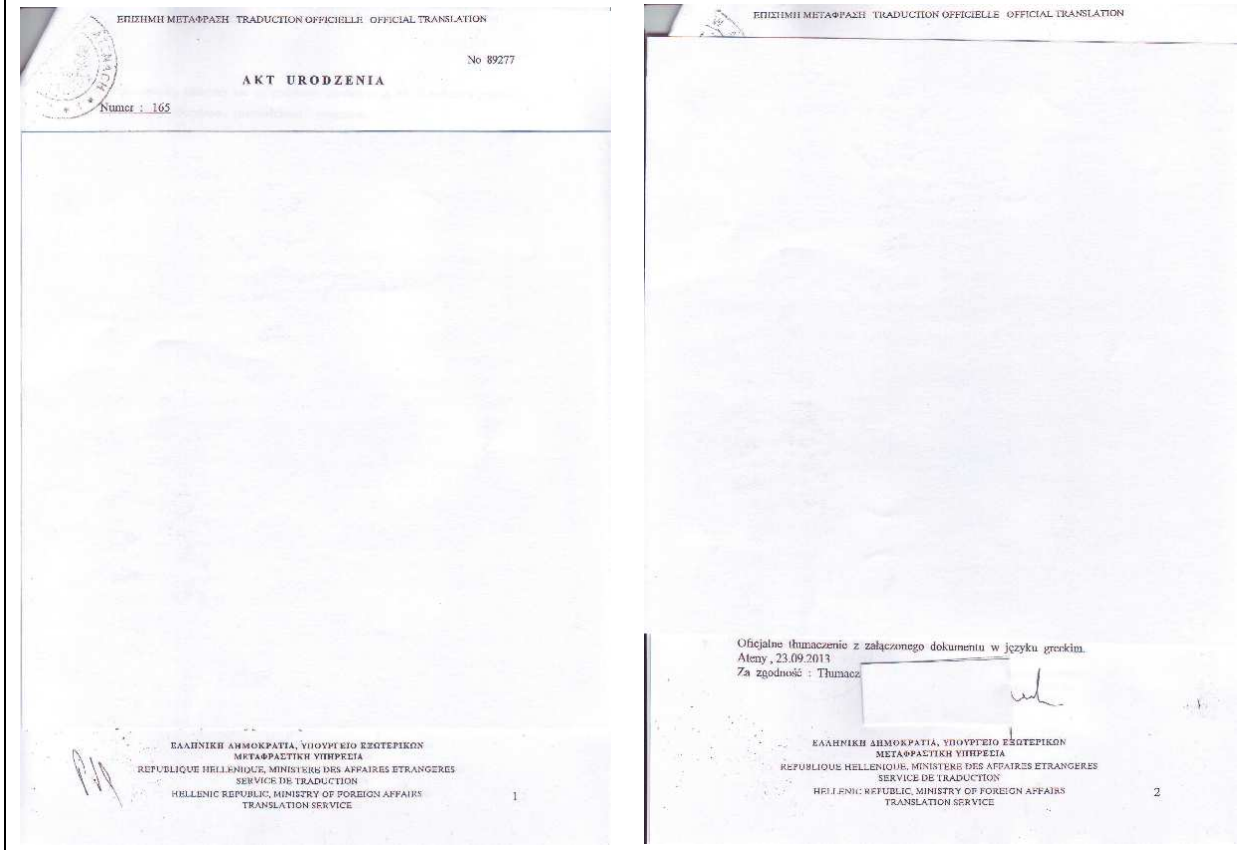 ΕΠΙΣΗΜΗ ΜΕΤΑΦΡΑΣΗ TRADUCTION OFFICIELLE OFFICIAL TRANSLATION
No 89277
AKT URODZENIA
Numer : 165
ΕΛΛΗΝΙΚΗ ΔΗΜΟΚΡΑΤΙΑ, ΥΠΟΥΡΓΕΙΟ ΕΞΩΤΕΡΙΚΩΝ
ΜΕΤΑΦΡΑΣΤΙΚΗ ΥΠΗΡΕΣΙΑ
REPUBLIQUE HELLENIQUE, MINISTERE DES AFFAIRES ETRANGERES
SERVICE DE TRADUCTION
HELLENIC REPUBLIC, MINISTRY OF FOREIGN AFFAIRS
TRANSLATION SERVICE
1
ΕΠΙΣΗΜΗ ΜΕΤΑΦΡΑΣΗ TRADUCTION OFFICIELLE OFFICIAL TRANSLATION
Oficjalne tłumaczenie z załączonego dokumentu w języku greckim.
Ateny , 23.09.2013
Za zgodność : Tłumacz
ΕΛΛΗΝΙΚΗ ΔΗΜΟΚΡΑΤΙΑ, ΥΠΟΥΡΓΕΙΟ ΕΞΩΤΕΡΙΚΩΝ
ΜΕΤΑΦΡΑΣΤΙΚΗ ΥΠΗΡΕΣΙΑ
REPUBLIQUE HELLENIQUE, MINISTERE DES AFFAIRES ETRANGERES
SERVICE DE TRADUCTION
HELLENIC REPUBLIC, MINISTRY OF FOREIGN AFFAIRS
TRANSLATION SERVICE
2